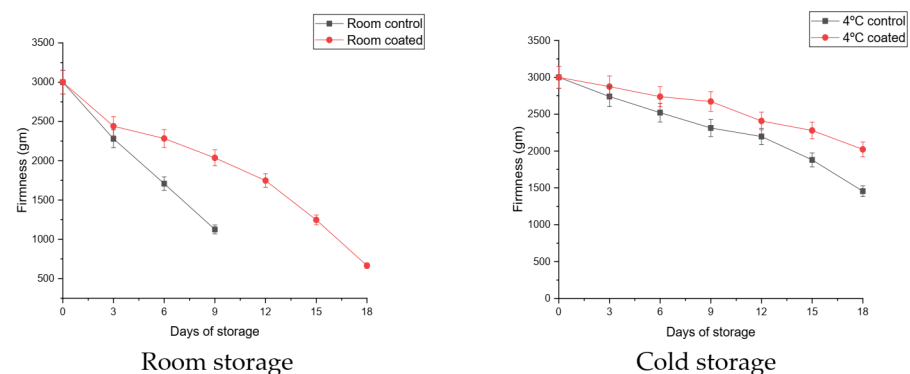 Room control
Room coated
3500
3000
2500
2000
1500
1000
500
Firmness (gm)
0 3 6 9 12 15 18
Days of storage
Room storage
4ºC control
4ºC coated
3500
3000
2500
2000
1500
1000
500
0
Firmness (gm)
0 3 6 9 12 15 18
Days of storage
Cold storage